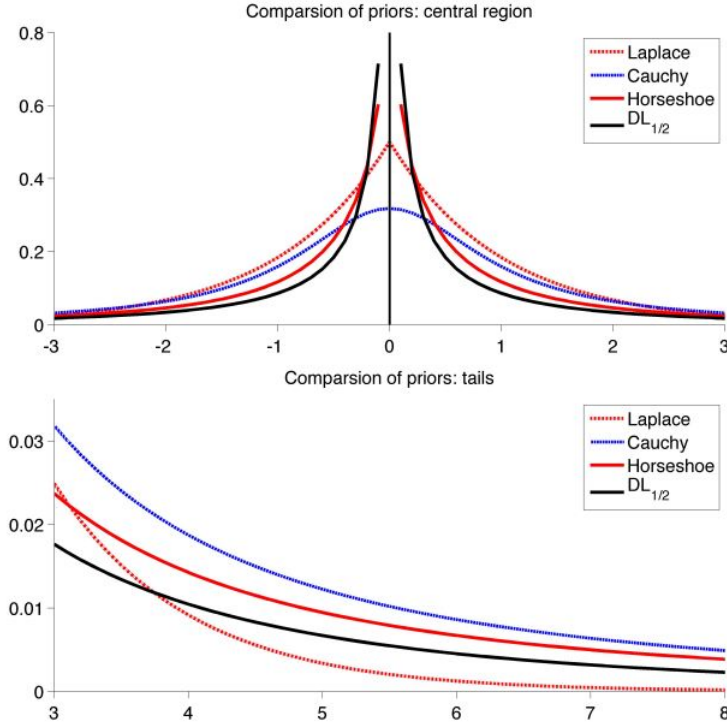 Comparsion of priors: central region
0.8
0.6
0.4
0.2
0
-3
-2
-1
0
1
2
3
Laplace
Cauchy
Horseshoe
DL1/2
Comparsion of priors: tails
0.03
0.02
0.01
0
3
4
5
6
7
8
Laplace
Cauchy
Horseshoe
DL1/2